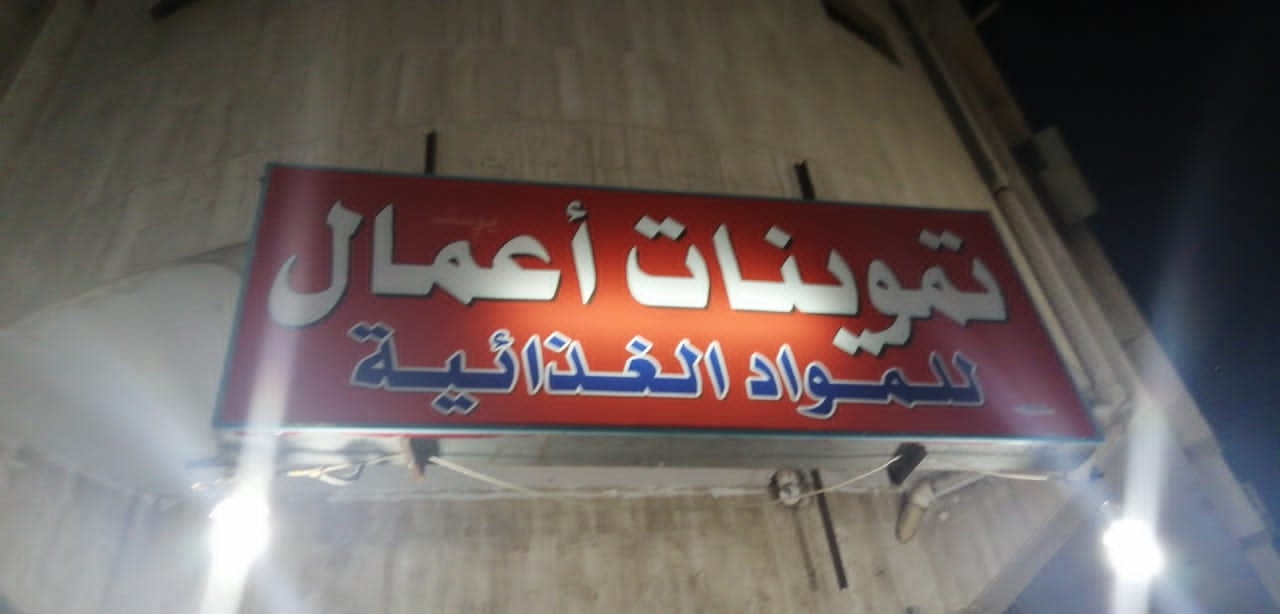 تموينات أعمال
للمواد الغذائية